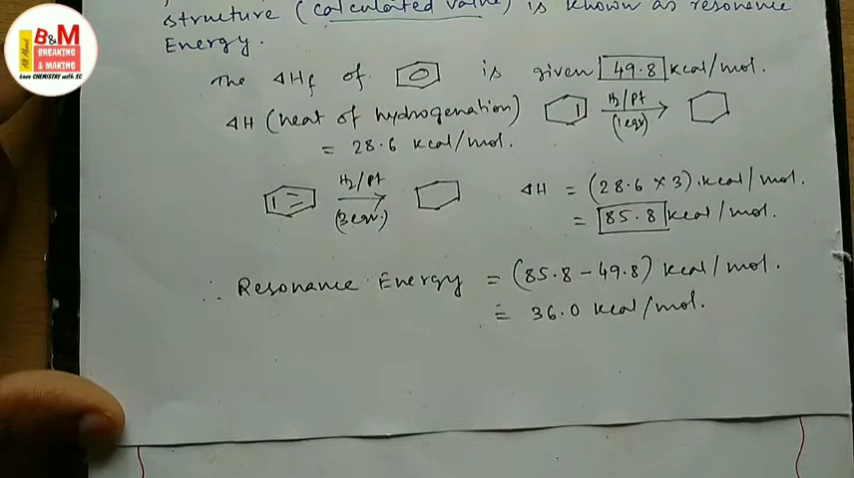 structure (calculated value) is known as resonance
Energy.
The ΔHf of is given 49.8 kcal/mol.
ΔH (heat of hydrogenation) H2/Pt (1 eqv)
= 28.6 kcal/mol.
H2/Pt (3 eqv.) ΔH = (28.6 × 3) kcal/mol.
= 85.8 kcal/mol.
∴ Resonance Energy = (85.8 - 49.8) kcal/mol.
= 36.0 kcal/mol.
All About
B&M
BREAKING
& MAKING
Love CHEMISTRY with SC